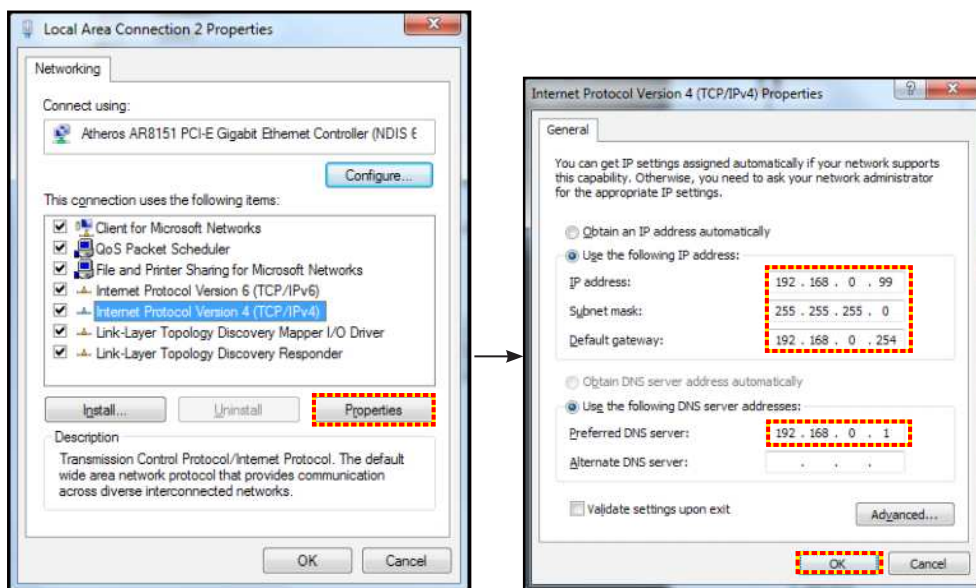 Local Area Connection 2 Properties
Networking
Connect using:
Atheros AR8151 PCI-E Gigabit Ethernet Controller (NDIS 6
Configure...
This connection uses the following items:
Client for Microsoft Networks
QoS Packet Scheduler
File and Printer Sharing for Microsoft Networks
Internet Protocol Version 6 (TCP/IPv6)
Internet Protocol Version 4 (TCP/IPv4)
Link-Layer Topology Discovery Mapper I/O Driver
Link-Layer Topology Discovery Responder
Install...
Uninstall
Properties
Description
Transmission Control Protocol/Internet Protocol. The default
wide area network protocol that provides communication
across diverse interconnected networks.
OK
Cancel
Internet Protocol Version 4 (TCP/IPv4) Properties
General
You can get IP settings assigned automatically if your network supports
this capability. Otherwise, you need to ask your network administrator
for the appropriate IP settings.
Obtain an IP address automatically
Use the following IP address:
IP address: 192 . 168 . 0 . 99
Subnet mask: 255 . 255 . 255 . 0
Default gateway: 192 . 168 . 0 . 254
Obtain DNS server address automatically
Use the following DNS server addresses:
Preferred DNS server: 192 . 168 . 0 . 1
Alternate DNS server: . . .
Validate settings upon exit
Advanced...
OK
Cancel